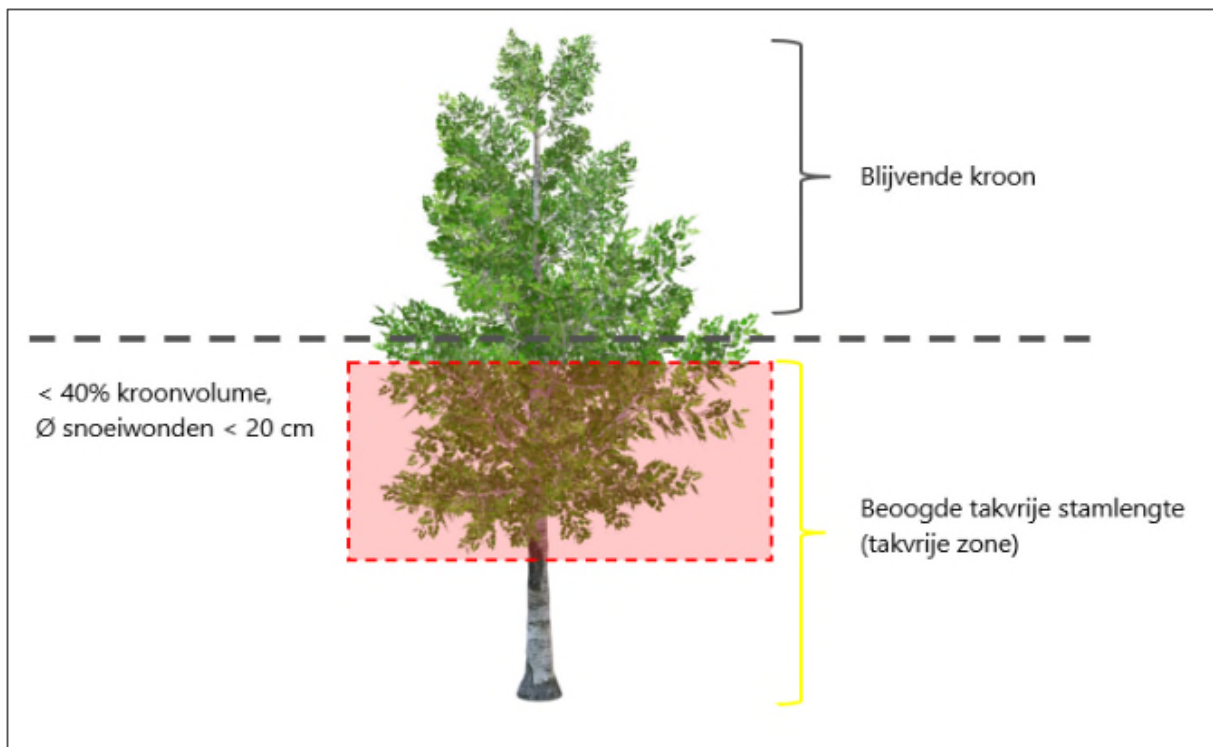 Blijvende kroon
< 40% kroonvolume,
Ø snoeiwonden < 20 cm
Beoogde takvrije stamlengte
(takvrije zone)